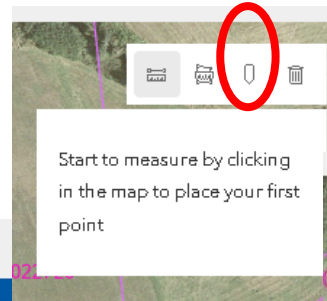 Start to measure by clicking
in the map to place your first
point